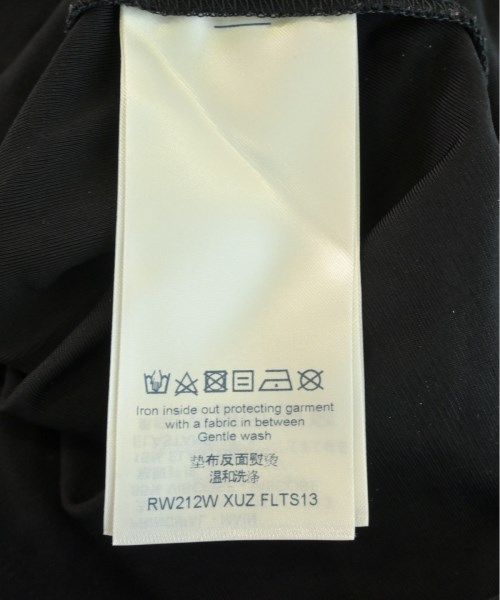 Iron inside out protecting garment
with a fabric in between
Gentle wash
垫布反面熨烫
温和洗涤
RW212W XUZ FLTS13